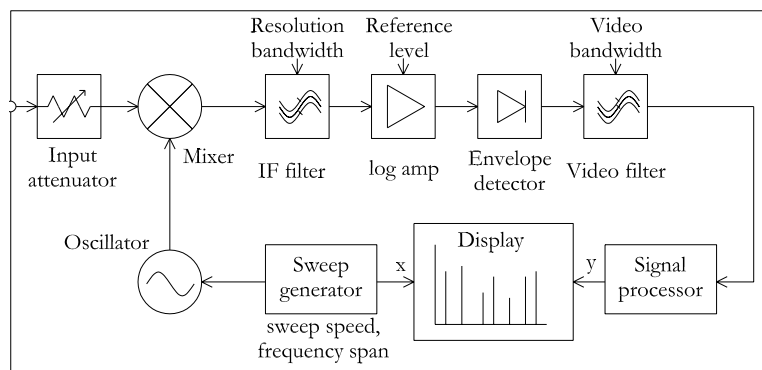 Resolution
bandwidth
Reference
level
Video
bandwidth
Input
attenuator
Mixer
IF filter
log amp
Envelope
detector
Video filter
Oscillator
Sweep
generator
x
Display
y
Signal
processor
sweep speed,
frequency span